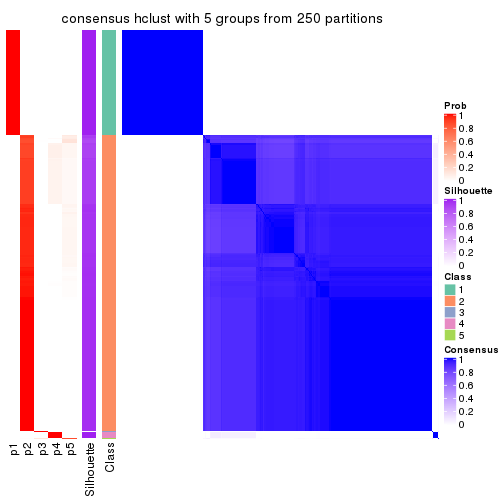 consensus hclust with 5 groups from 250 partitions
Prob
1
0.8
0.6
0.4
0.2
0
Silhouette
1
0.8
0.6
0.4
0.2
0
Class
1
2
3
4
5
Consensus
1
0.8
0.6
0.4
0.2
0
p1
p2
p3
p4
p5
Silhouette
Class